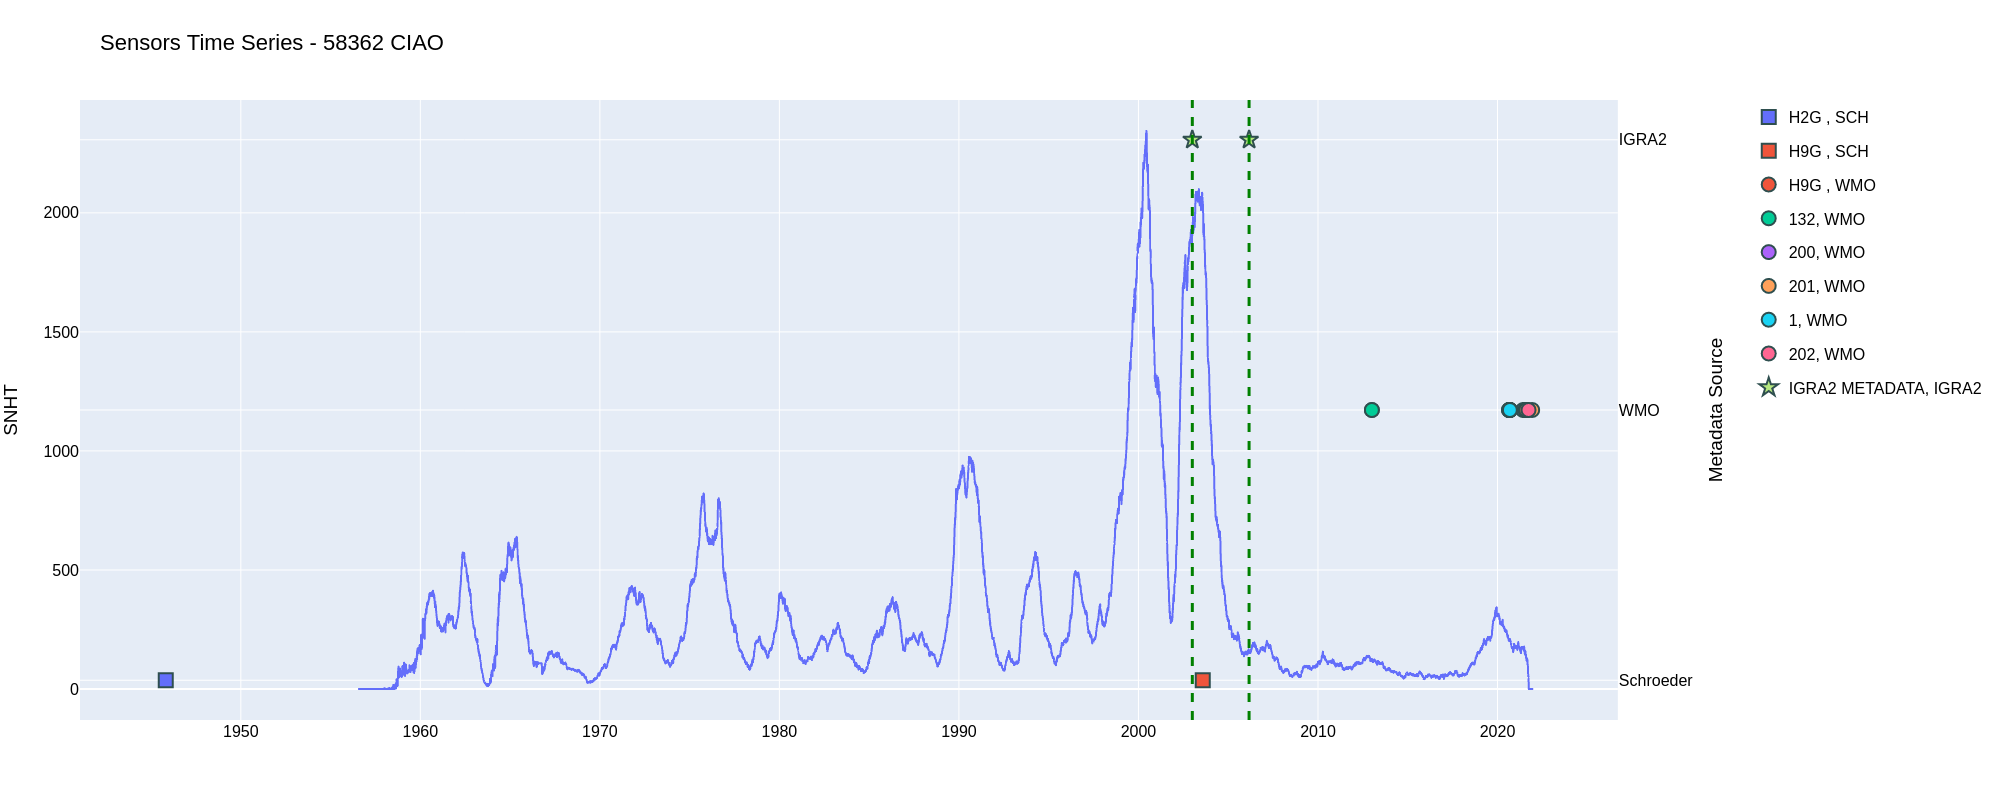 Sensors Time Series - 58362 CIAO
SNHT
2000
1500
1000
500
0
1950
1960
1970
1980
1990
2000
2010
2020
IGRA2
WMO
Schroeder
Metadata Source
H2G , SCH
H9G , SCH
H9G , WMO
132, WMO
200, WMO
201, WMO
1, WMO
202, WMO
IGRA2 METADATA, IGRA2